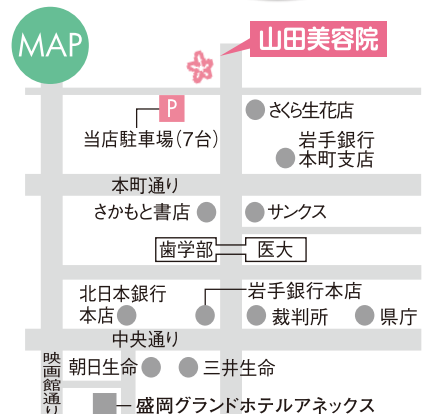 MAP
山田美容院
P
さくら生花店
当店駐車場(7台)
岩手銀行
本町支店
本町通り
さかもと書店
サンクス
歯学部
医大
北日本銀行
本店
岩手銀行本店
裁判所
県庁
中央通り
映画館通り
朝日生命
三井生命
盛岡グランドホテルアネックス